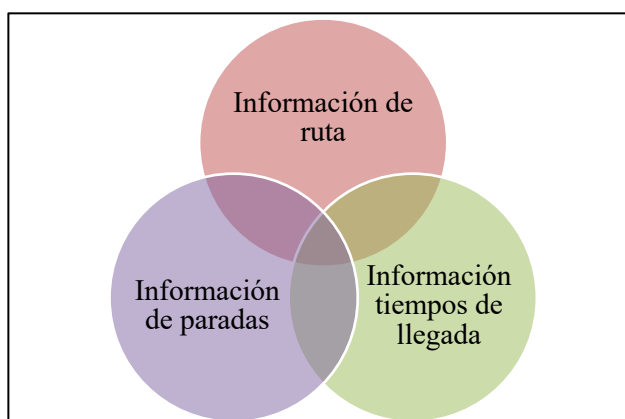 Información de
ruta
Información
de paradas
Información
tiempos de
llegada